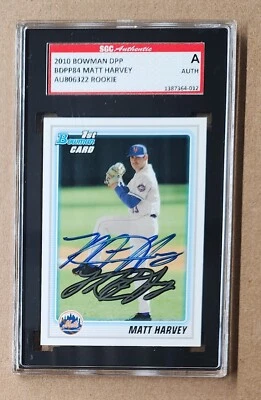 SGC Authentic
2010 BOWMAN DPP
BDPP84 MATT HARVEY
AU806322 ROOKIE
A
AUTH
1387364-032
B 1st
Bowman
CARD
MATT HARVEY